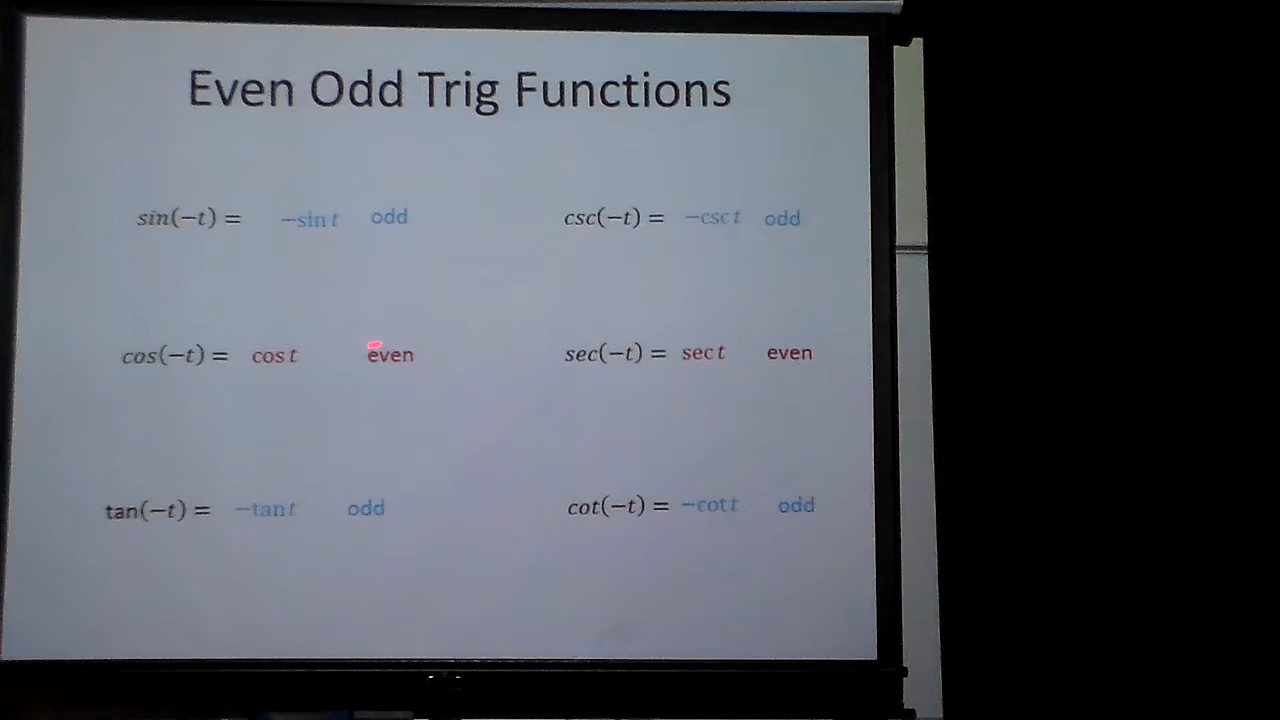 Even Odd Trig Functions
sin(−t) = −sin t odd
csc(−t) = −csc t odd
cos(−t) = cos t even
sec(−t) = sec t even
tan(−t) = −tan t odd
cot(−t) = −cot t odd